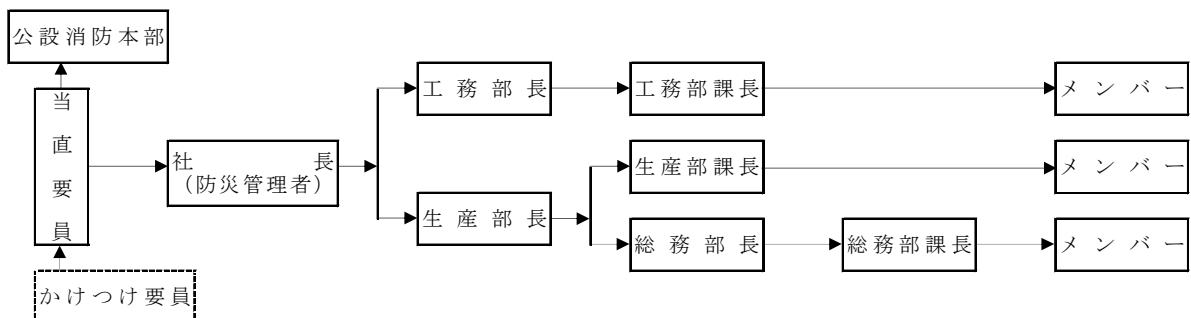 公設消防本部
当直要員
かけつけ要員
社長
（防災管理者）
工務部長
工務部課長
メンバー
生産部長
生産部課長
メンバー
総務部長
総務部課長
メンバー